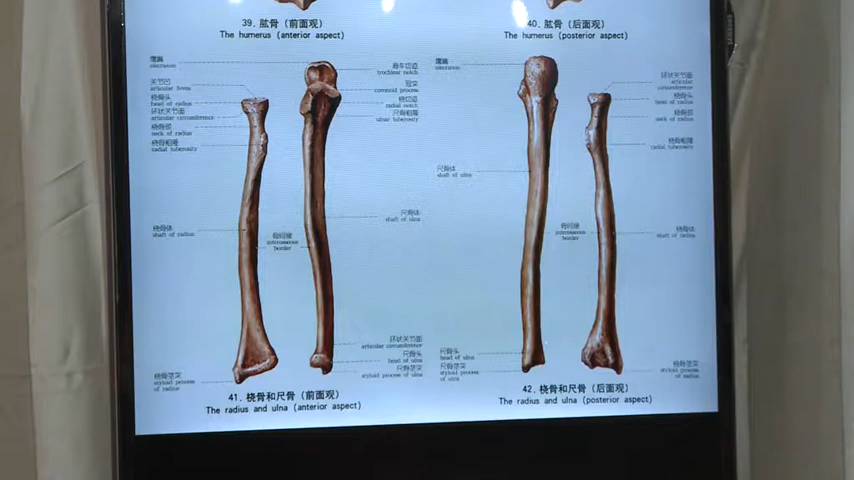 39. 肱骨（前面观）
The humerus (anterior aspect)
40. 肱骨（后面观）
The humerus (posterior aspect)
鹰嘴
olecranon
关节凹
articular fovea
桡骨头
head of radius
环状关节面
articular circumference
桡骨颈
neck of radius
桡骨粗隆
radial tuberosity
桡骨体
shaft of radius
桡骨茎突
styloid process
of radius
骨间缘
interosseous
border
滑车切迹
trochlear notch
冠突
coronoid process
桡切迹
radial notch
尺骨粗隆
ulnar tuberosity
尺骨体
shaft of ulna
环状关节面
articular circumference
尺骨头
head of ulna
尺骨茎突
styloid process of ulna
41. 桡骨和尺骨（前面观）
The radius and ulna (anterior aspect)
鹰嘴
olecranon
尺骨体
shaft of ulna
尺骨头
head of ulna
尺骨茎突
styloid process
of ulna
骨间缘
interosseous
border
环状关节面
articular
circumference
桡骨头
head of radius
桡骨颈
neck of radius
桡骨粗隆
radial tuberosity
桡骨体
shaft of radius
桡骨茎突
styloid process
of radius
42. 桡骨和尺骨（后面观）
The radius and ulna (posterior aspect)